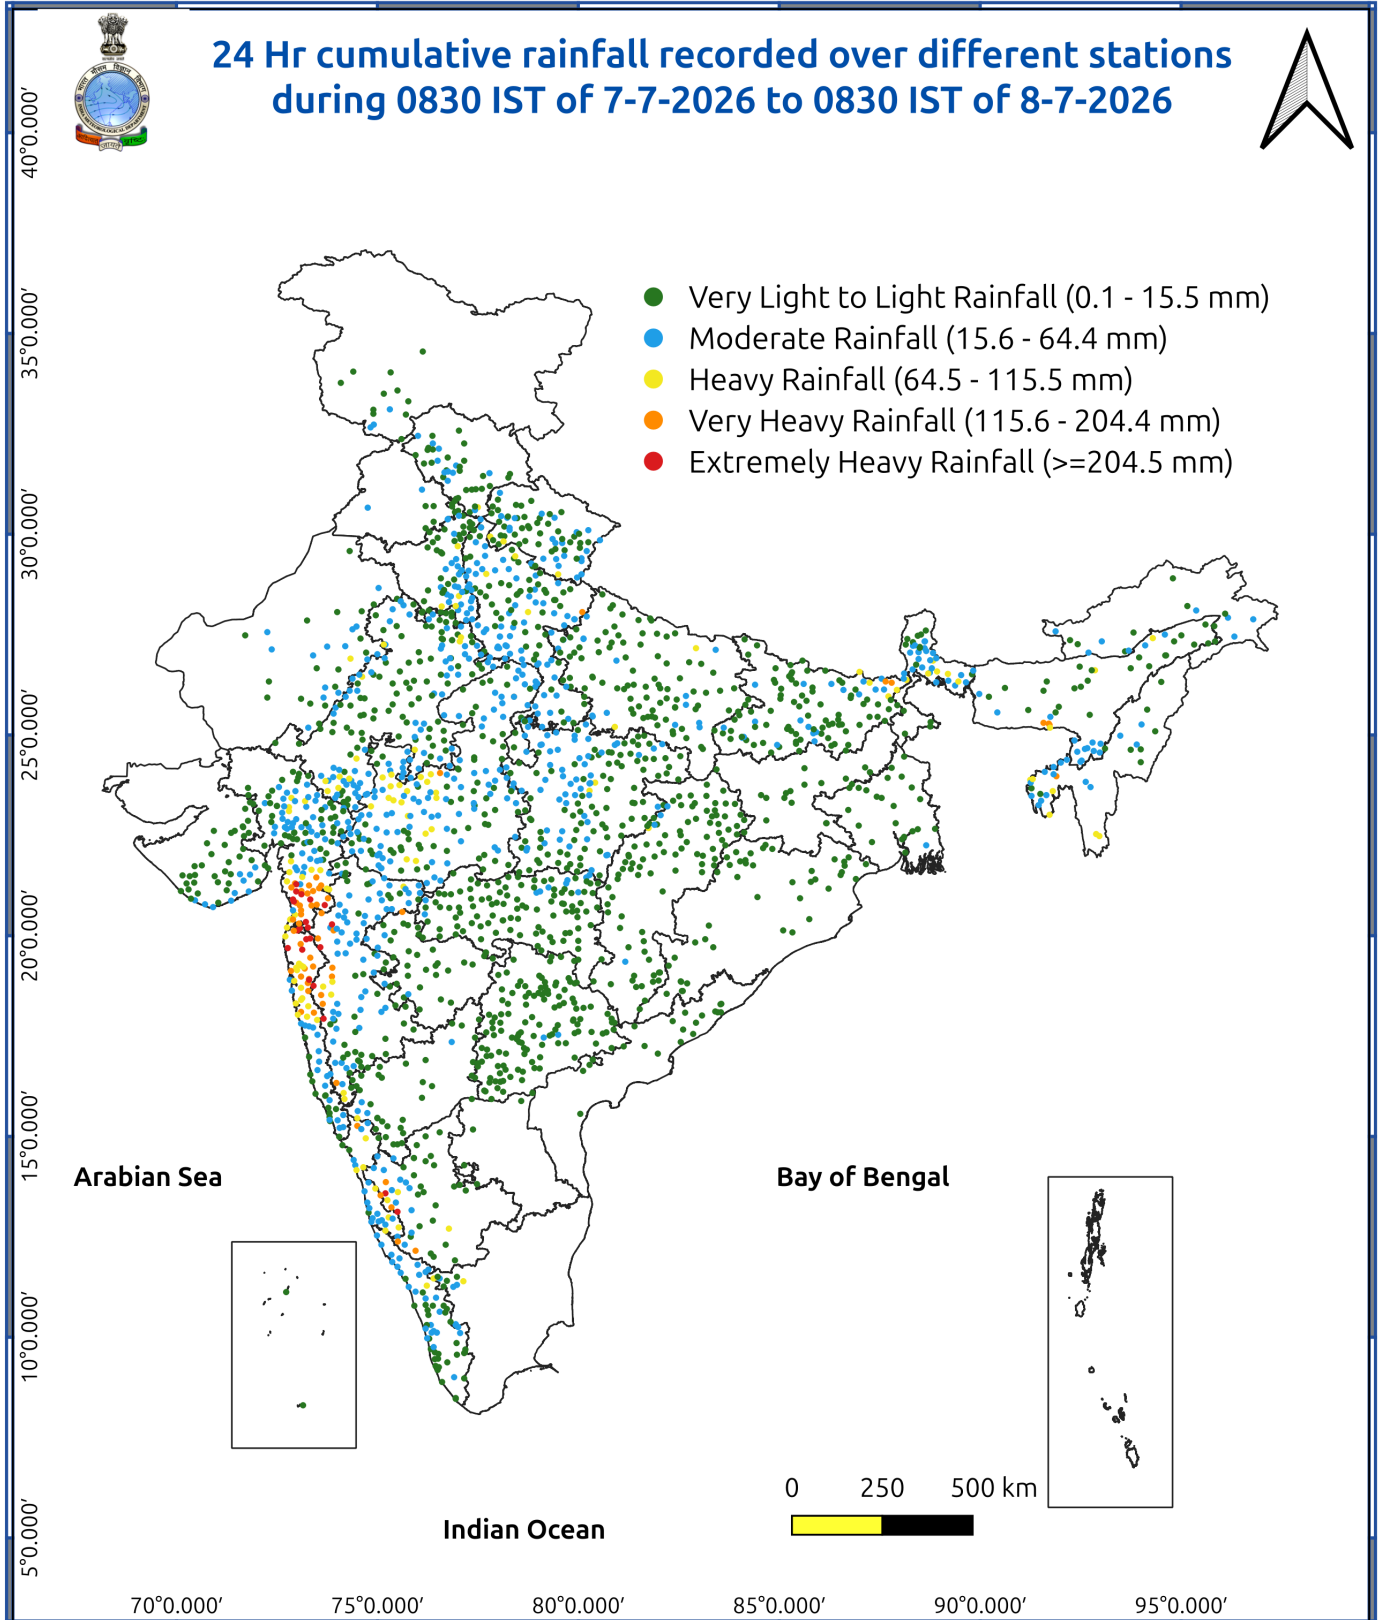 24 Hr cumulative rainfall recorded over different stations
during 0830 IST of 7-7-2026 to 0830 IST of 8-7-2026
Very Light to Light Rainfall (0.1 - 15.5 mm)
Moderate Rainfall (15.6 - 64.4 mm)
Heavy Rainfall (64.5 - 115.5 mm)
Very Heavy Rainfall (115.6 - 204.4 mm)
Extremely Heavy Rainfall (>=204.5 mm)
40°0.000′
35°0.000′
30°0.000′
25°0.000′
20°0.000′
15°0.000′
10°0.000′
5°0.000′
Arabian Sea
Bay of Bengal
Indian Ocean
0 250 500 km
70°0.000′ 75°0.000′ 80°0.000′ 85°0.000′ 90°0.000′ 95°0.000′